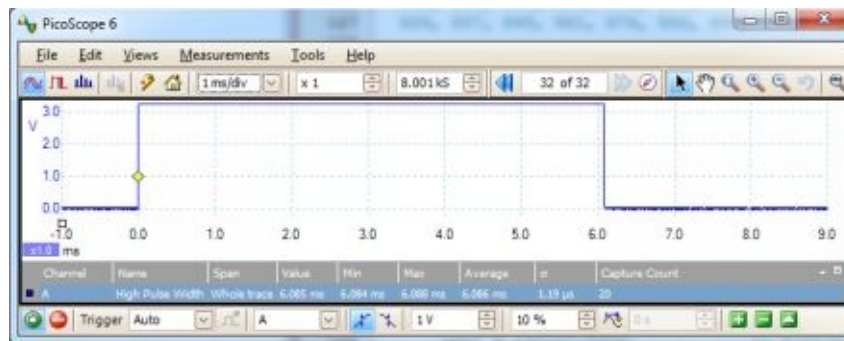 PicoScope 6
File Edit Views Measurements Tools Help
1 ms/div x 1 8.001 kS 32 of 32
V 3.0
2.0
1.0
0.0
-1.0 0.0 1.0 2.0 3.0 4.0 5.0 6.0 7.0 8.0 9.0
x1.0 ms
Channel Name Span Value Min Max Average σ Capture Count
A High Pulse Width Whole trace 6.085 ms 6.084 ms 6.086 ms 1.19 µs 20
Trigger Auto A 1 V 10 %